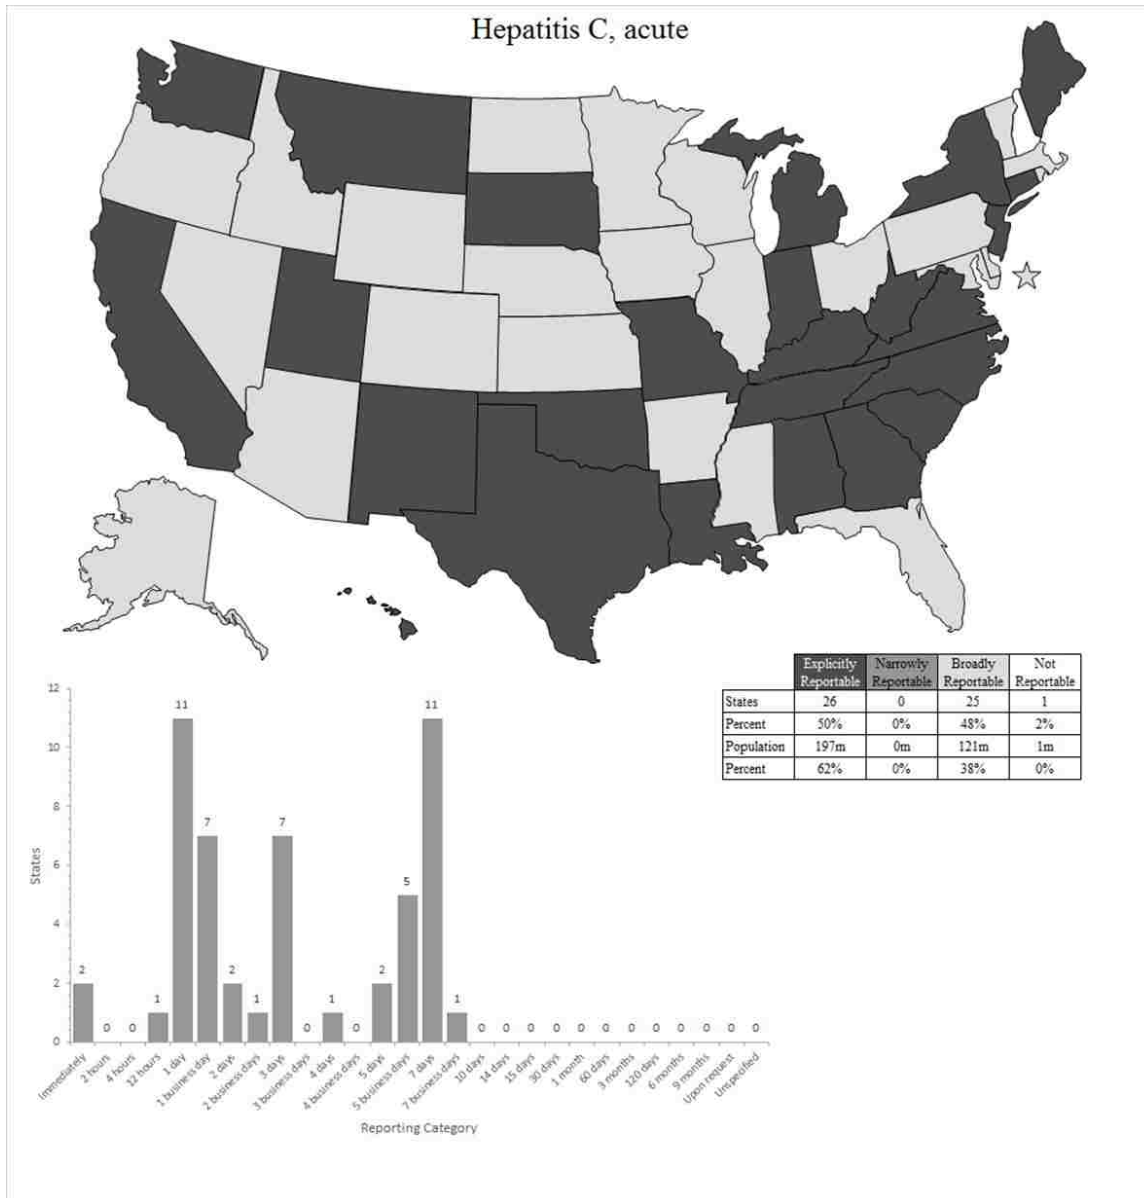 Hepatitis C, acute
Explicitly Narrowly Broadly Not
Reportable Reportable Reportable Reportable
States 26 0 25 1
Percent 50% 0% 48% 2%
Population 197m 0m 121m 1m
Percent 62% 0% 38% 0%
12
10
8
6
4
2
0
States
2 0 0 1 11 7 2 1 7 0 1 0 2 5 11 1 0 0 0 0 0 0 0 0 0 0 0 0
Immediately
2 hours
4 hours
12 hours
1 day
1 business day
2 days
2 business days
3 days
3 business days
4 days
4 business days
5 days
5 business days
7 days
7 business days
10 days
14 days
15 days
30 days
1 month
60 days
3 months
120 days
6 months
9 months
Upon request
Unspecified
Reporting Category